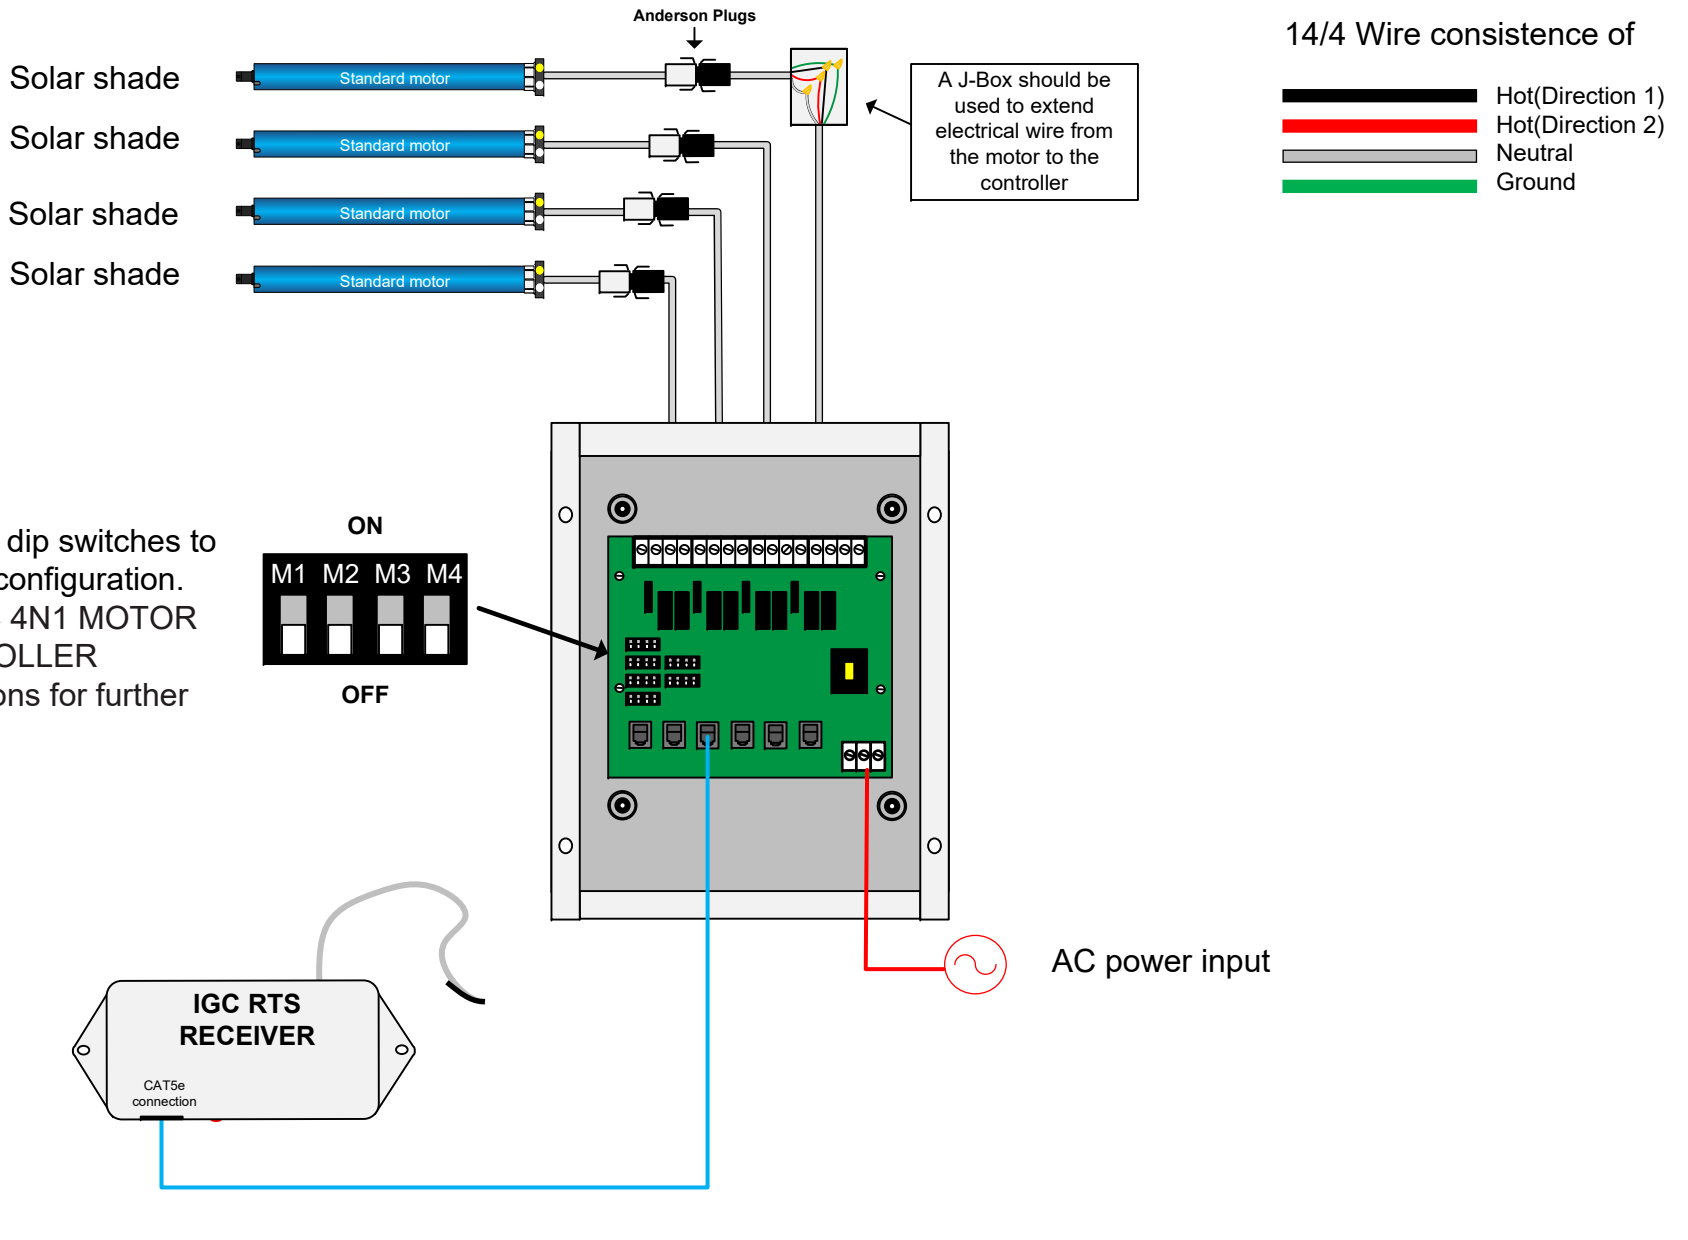 Anderson Plugs
14/4 Wire consistence of
Solar shade
Standard motor
A J-Box should be
used to extend
electrical wire from
the motor to the
controller
Hot(Direction 1)
Hot(Direction 2)
Neutral
Ground
Solar shade
Standard motor
Solar shade
Standard motor
Solar shade
Standard motor
dip switches to
configuration.
4N1 MOTOR
OLLER
ons for further
ON
M1 M2 M3 M4
OFF
AC power input
IGC RTS
RECEIVER
CAT5e
connection